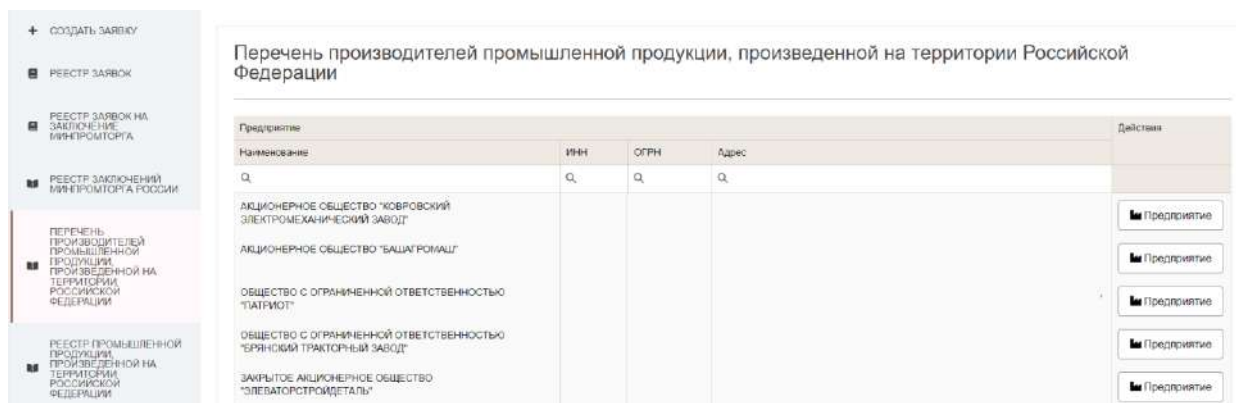 СОЗДАТЬ ЗАЯВКУ
РЕЕСТР ЗАЯВОК
РЕЕСТР ЗАЯВОК НА
ЗАКЛЮЧЕНИЕ
МИНПРОМТОРГА
РЕЕСТР ЗАКЛЮЧЕНИЙ
МИНПРОМТОРГА РОССИИ
ПЕРЕЧЕНЬ
ПРОИЗВОДИТЕЛЕЙ
ПРОМЫШЛЕННОЙ
ПРОДУКЦИИ,
ПРОИЗВЕДЕННОЙ НА
ТЕРРИТОРИИ
РОССИЙСКОЙ
ФЕДЕРАЦИИ
РЕЕСТР ПРОМЫШЛЕННОЙ
ПРОДУКЦИИ,
ПРОИЗВЕДЕННОЙ НА
ТЕРРИТОРИИ
РОССИЙСКОЙ
ФЕДЕРАЦИИ
Перечень производителей промышленной продукции, произведенной на территории Российской
Федерации
Предприятие Действия
Наименование ИНН ОГРН Адрес
АКЦИОНЕРНОЕ ОБЩЕСТВО "КОВРОВСКИЙ
ЭЛЕКТРОМЕХАНИЧЕСКИЙ ЗАВОД"
Предприятие
АКЦИОНЕРНОЕ ОБЩЕСТВО "БАШАГРОМАШ"
Предприятие
ОБЩЕСТВО С ОГРАНИЧЕННОЙ ОТВЕТСТВЕННОСТЬЮ
"ПАТРИОТ"
Предприятие
ОБЩЕСТВО С ОГРАНИЧЕННОЙ ОТВЕТСТВЕННОСТЬЮ
"БРЯНСКИЙ ТРАКТОРНЫЙ ЗАВОД"
Предприятие
ЗАКРЫТОЕ АКЦИОНЕРНОЕ ОБЩЕСТВО
"ЭЛЕВАТОРСТРОЙДЕТАЛЬ"
Предприятие